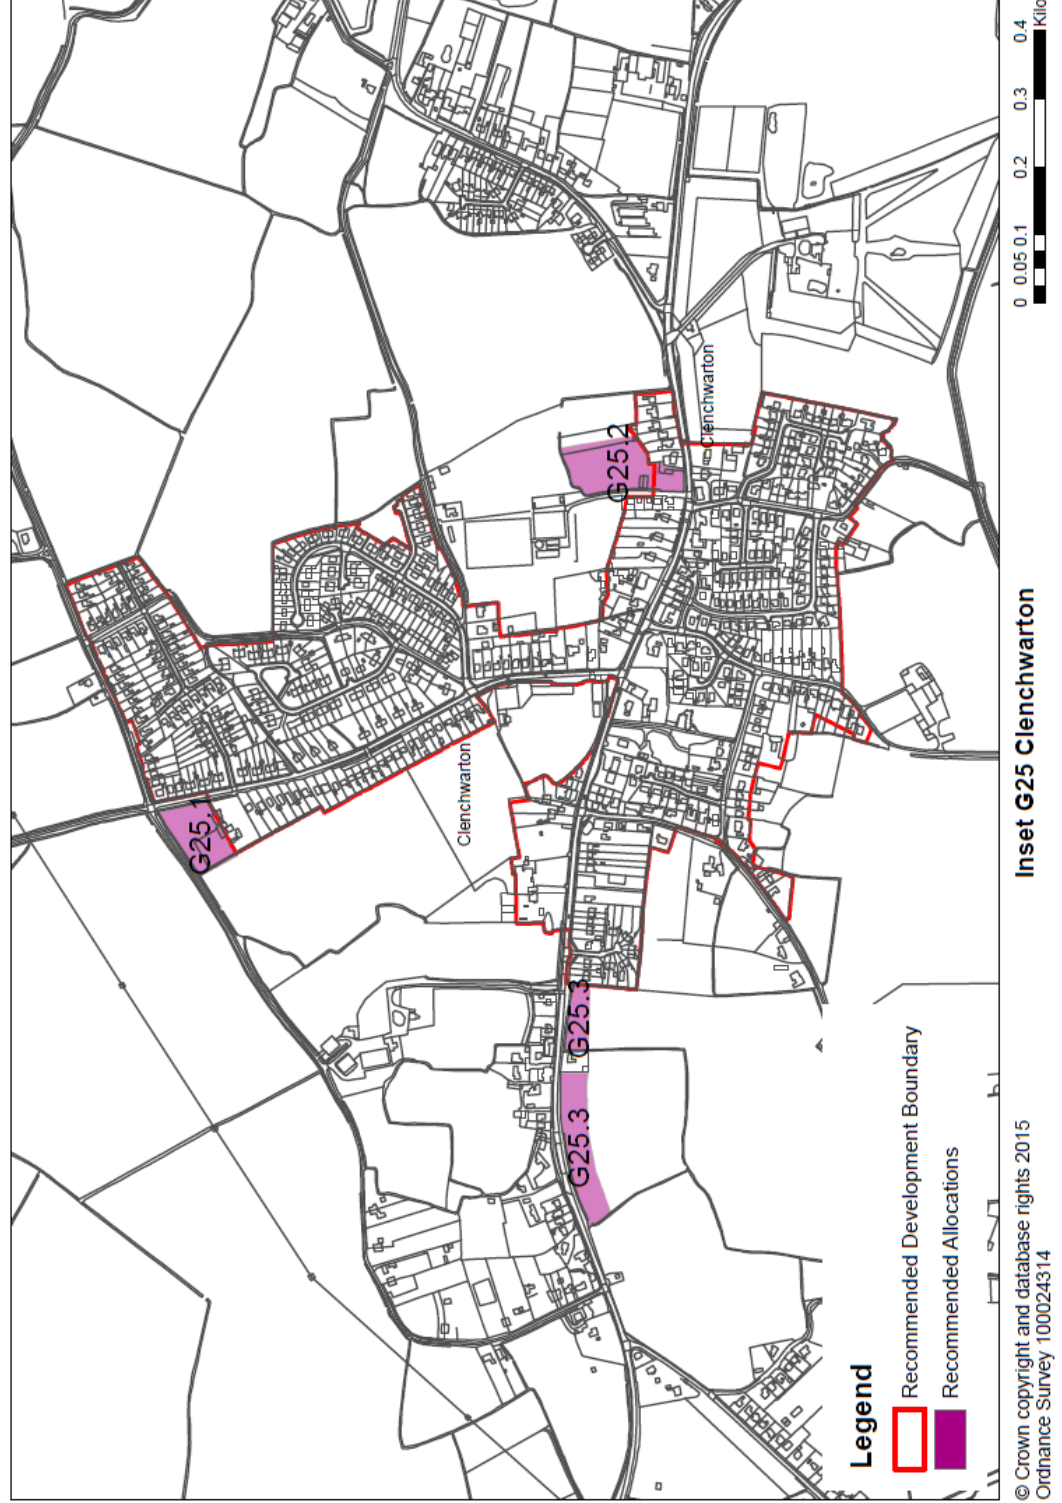 G25.1
G25.2
Clenchwarton
Clenchwarton
G25.3
G25.3
Legend
Recommended Development Boundary
Recommended Allocations
Inset G25 Clenchwarton
© Crown copyright and database rights 2015
Ordnance Survey 100024314
0 0.05 0.1 0.2 0.3 0.4
Kilo